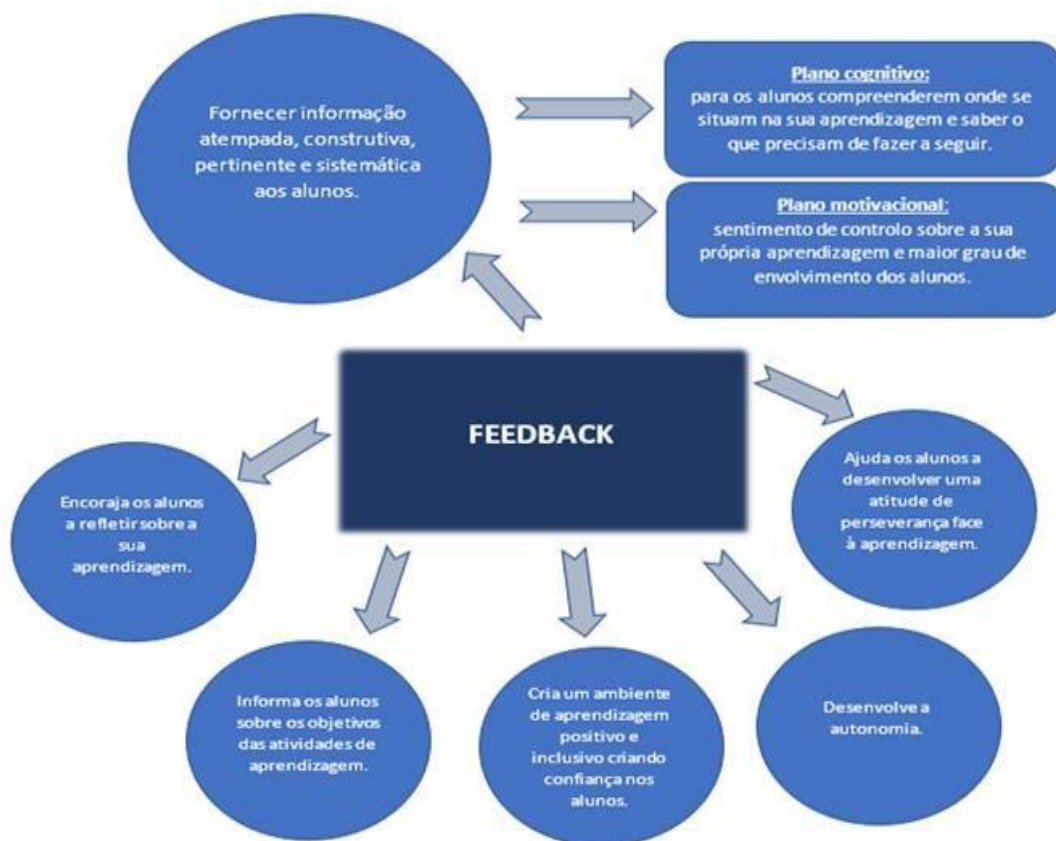 Fornecer informação
atempada, construtiva,
pertinente e sistemática
aos alunos.
Plano cognitivo:
para os alunos compreenderem onde se
situam na sua aprendizagem e saber o
que precisam de fazer a seguir.
Plano motivacional:
sentimento de controlo sobre a sua
própria aprendizagem e maior grau de
envolvimento dos alunos.
FEEDBACK
Ajuda os alunos a
desenvolver uma
atitude de
perseverança face
à aprendizagem.
Encoraja os alunos
a refletir sobre a
sua
aprendizagem.
Informa os alunos
sobre os objetivos
das atividades de
aprendizagem.
Cria um ambiente
de aprendizagem
positivo e
inclusivo criando
confiança nos
alunos.
Desenvolve a
autonomia.